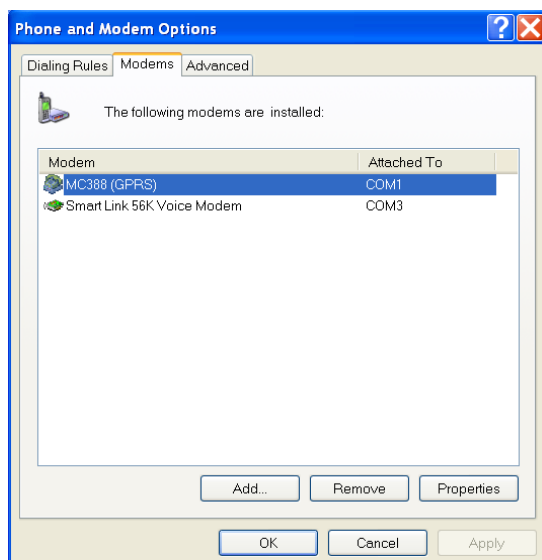 Phone and Modem Options
Dialing Rules Modems Advanced
The following modems are installed:
Modem Attached To
MC388 (GPRS) COM1
Smart Link 56K Voice Modem COM3
Add... Remove Properties
OK Cancel Apply